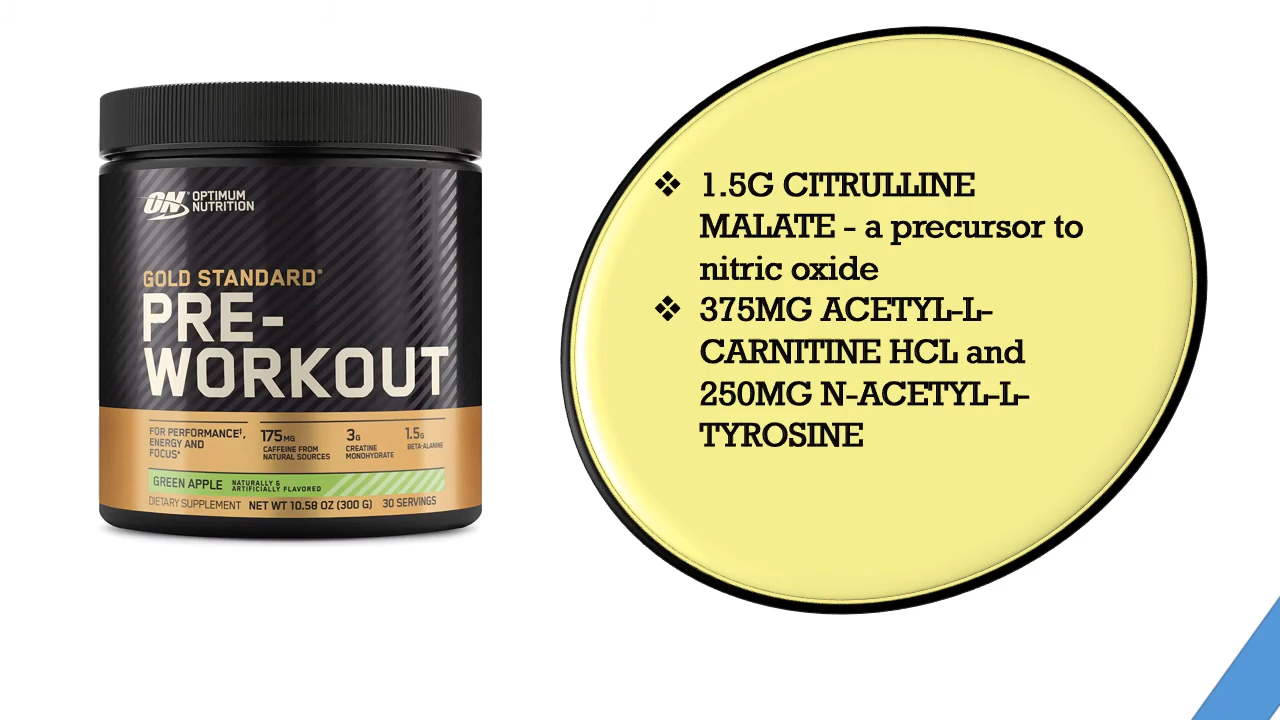 ON® OPTIMUM
NUTRITION
GOLD STANDARD®
PRE-
WORKOUT
FOR PERFORMANCE‡,
ENERGY AND
FOCUS*
175MG
CAFFEINE FROM
NATURAL SOURCES
3G
CREATINE
MONOHYDRATE
1.5G
BETA-ALANINE
GREEN APPLE
NATURALLY &
ARTIFICIALLY FLAVORED
DIETARY SUPPLEMENT NET WT 10.58 OZ (300 G) 30 SERVINGS
❖ 1.5G CITRULLINE
MALATE - a precursor to
nitric oxide
❖ 375MG ACETYL-L-
CARNITINE HCL and
250MG N-ACETYL-L-
TYROSINE